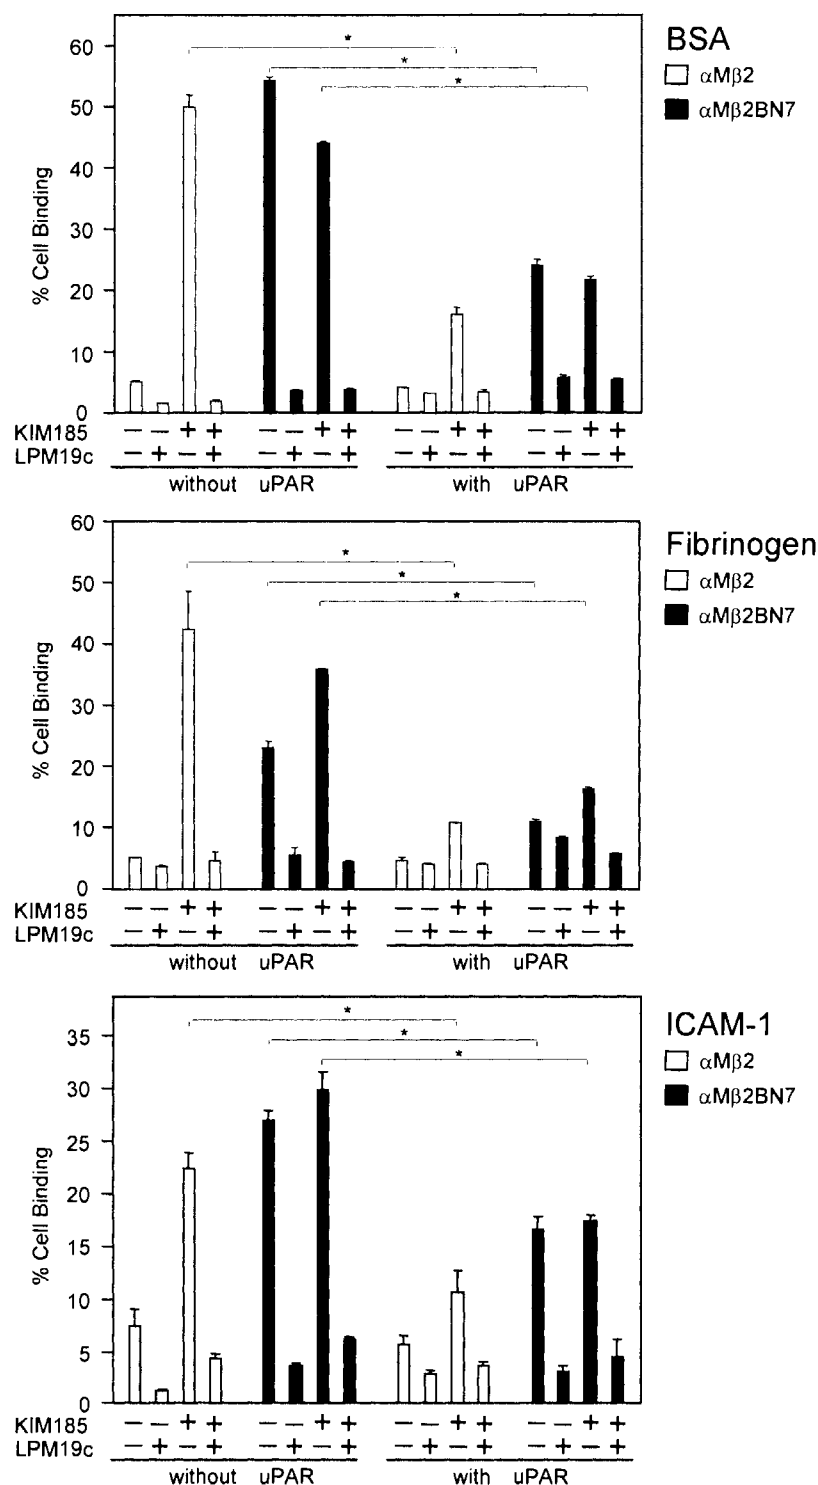 BSA
αMβ2
αMβ2BN7
% Cell Binding
60
50
40
30
20
10
0
*
*
*
KIM185 – – + + – – + + – – + + – – + +
LPM19c – + – + – + – + – + – + – + – +
without uPAR with uPAR
Fibrinogen
αMβ2
αMβ2BN7
% Cell Binding
60
50
40
30
20
10
0
*
*
*
KIM185 – – + + – – + + – – + + – – + +
LPM19c – + – + – + – + – + – + – + – +
without uPAR with uPAR
ICAM-1
αMβ2
αMβ2BN7
% Cell Binding
35
30
25
20
15
10
5
0
*
*
*
KIM185 – – + + – – + + – – + + – – + +
LPM19c – + – + – + – + – + – + – + – +
without uPAR with uPAR